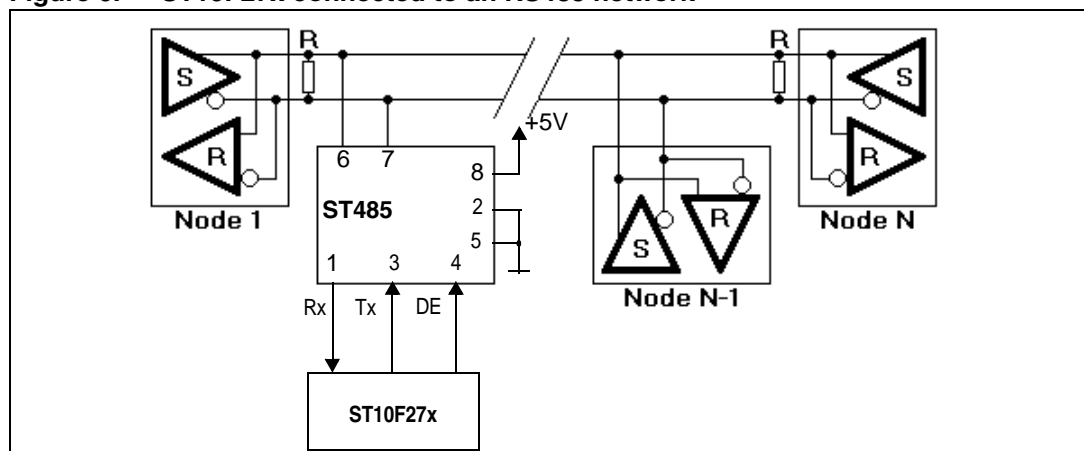 R
R
S
S
+5V
R
6
7
8
R
ST485
2
R
5
S
Node 1
Node N
1
3
4
Node N-1
Rx
Tx
DE
ST10F27x